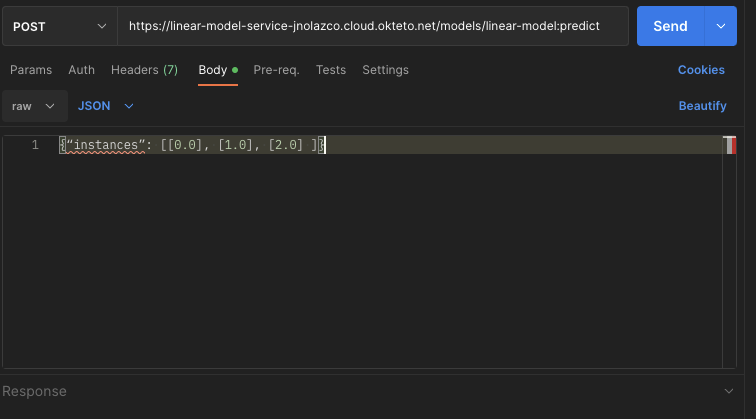 POST https://linear-model-service-jnolazco.cloud.okteto.net/models/linear-model:predict Send
Params Auth Headers (7) Body Pre-req. Tests Settings Cookies
raw JSON Beautify
1 {“instances”: [[0.0], [1.0], [2.0] ]}
Response